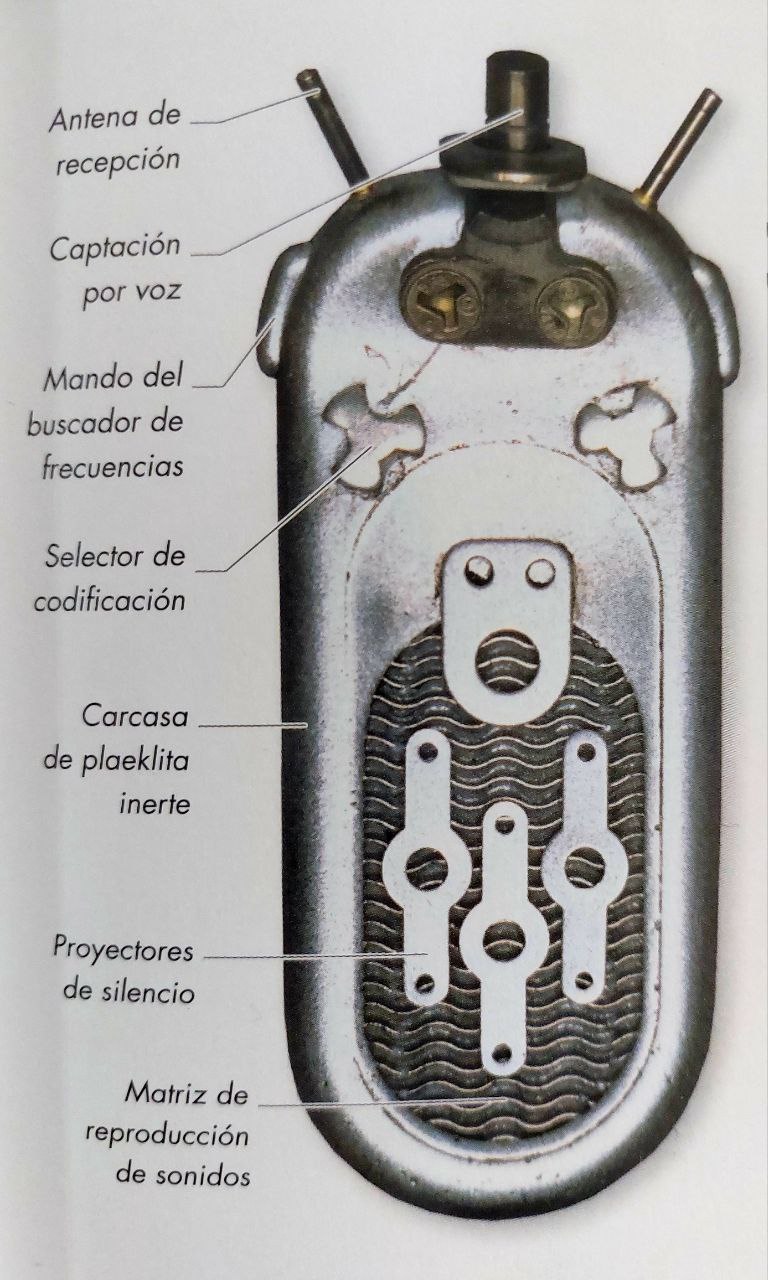 Antena de
recepción
Captación
por voz
Mando del
buscador de
frecuencias
Selector de
codificación
Carcasa
de plaeklita
inerte
Proyectores
de silencio
Matriz de
reproducción
de sonidos